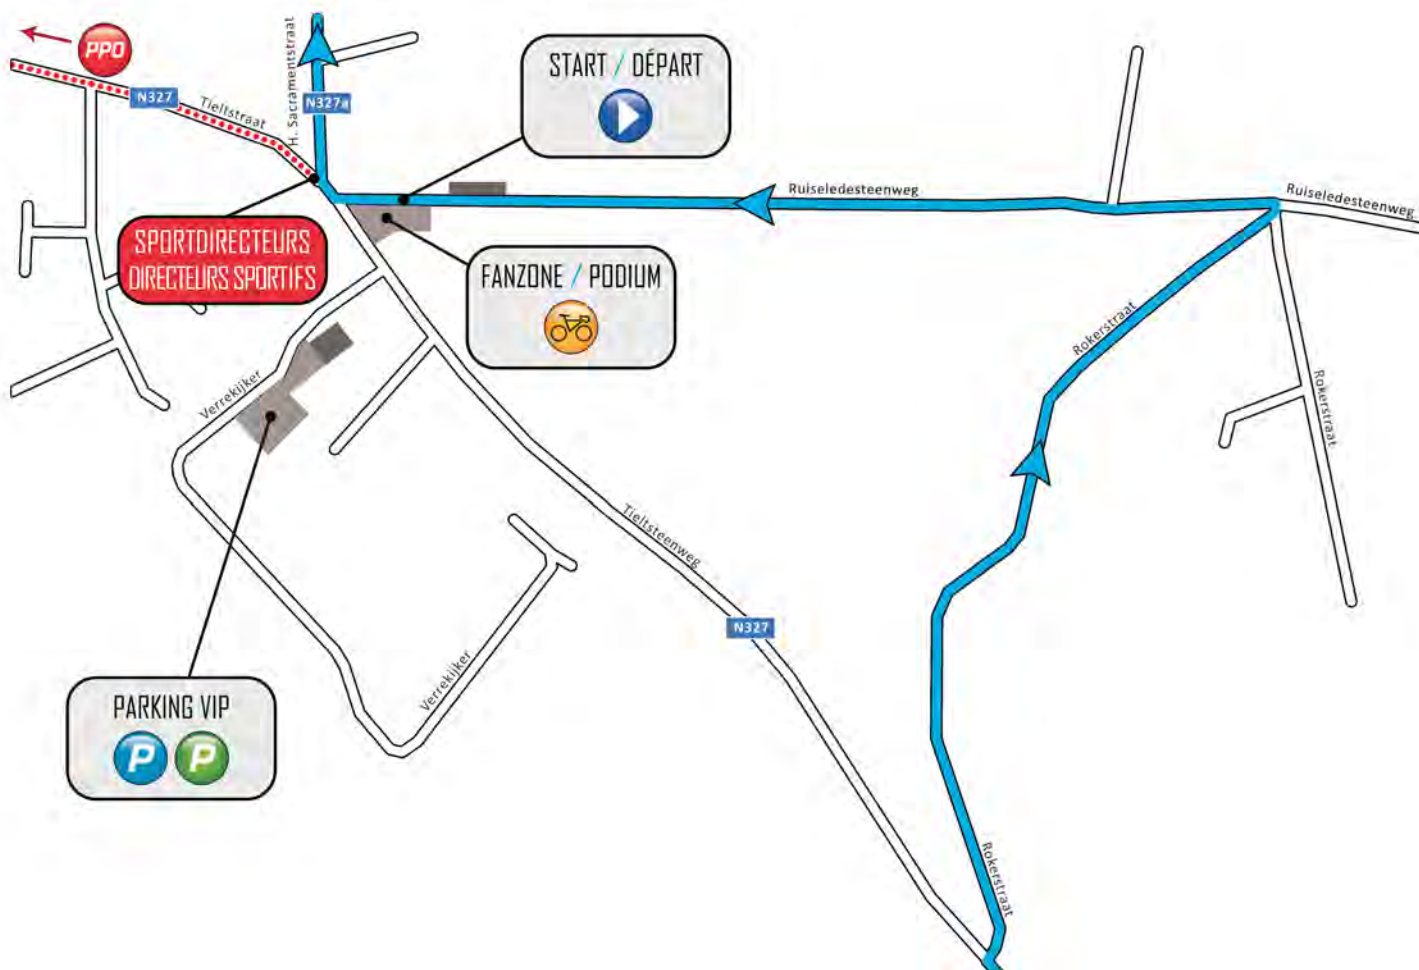 PPO
N327
Tieltstraat
H. Sacramentstraat
N327a
START / DÉPART
SPORTDIRECTEURS
DIRECTEURS SPORTIFS
FANZONE / PODIUM
Ruiseledesteenweg
Ruiseledesteenweg
Rokerstraat
Rokerstraat
Verrekijker
Tieltsteenweg
N327
Verrekijker
PARKING VIP
P P
Rokerstraat